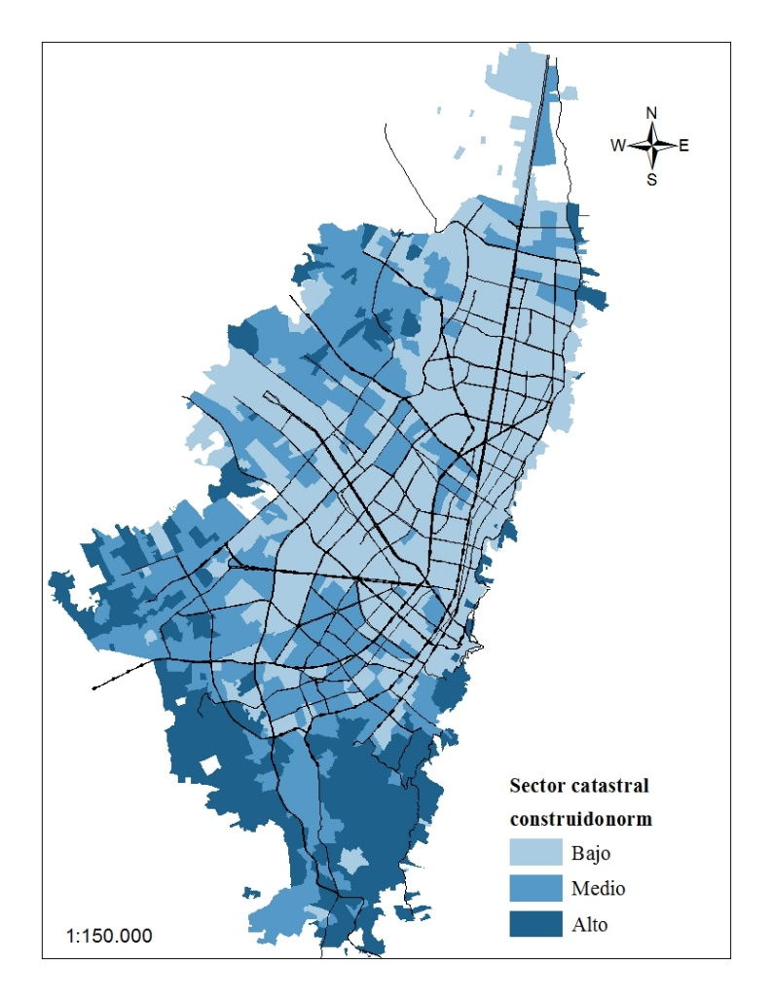 N
W E
S
Sector catastral
construidonorm
Bajo
Medio
Alto
1:150.000